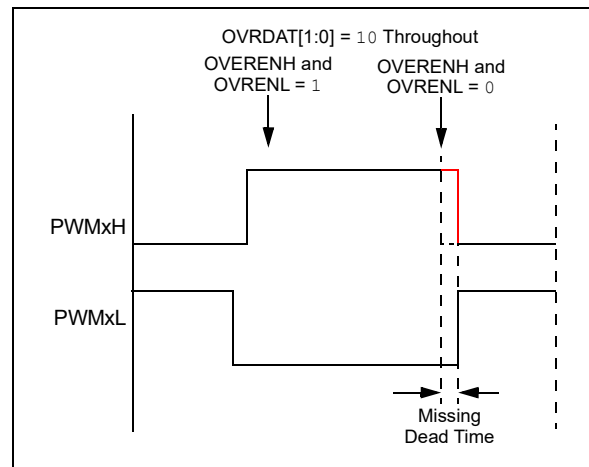 OVRDAT[1:0] = 10 Throughout
OVERENH and
OVRENL = 1
OVERENH and
OVRENL = 0
PWMxH
PWMxL
Missing
Dead Time